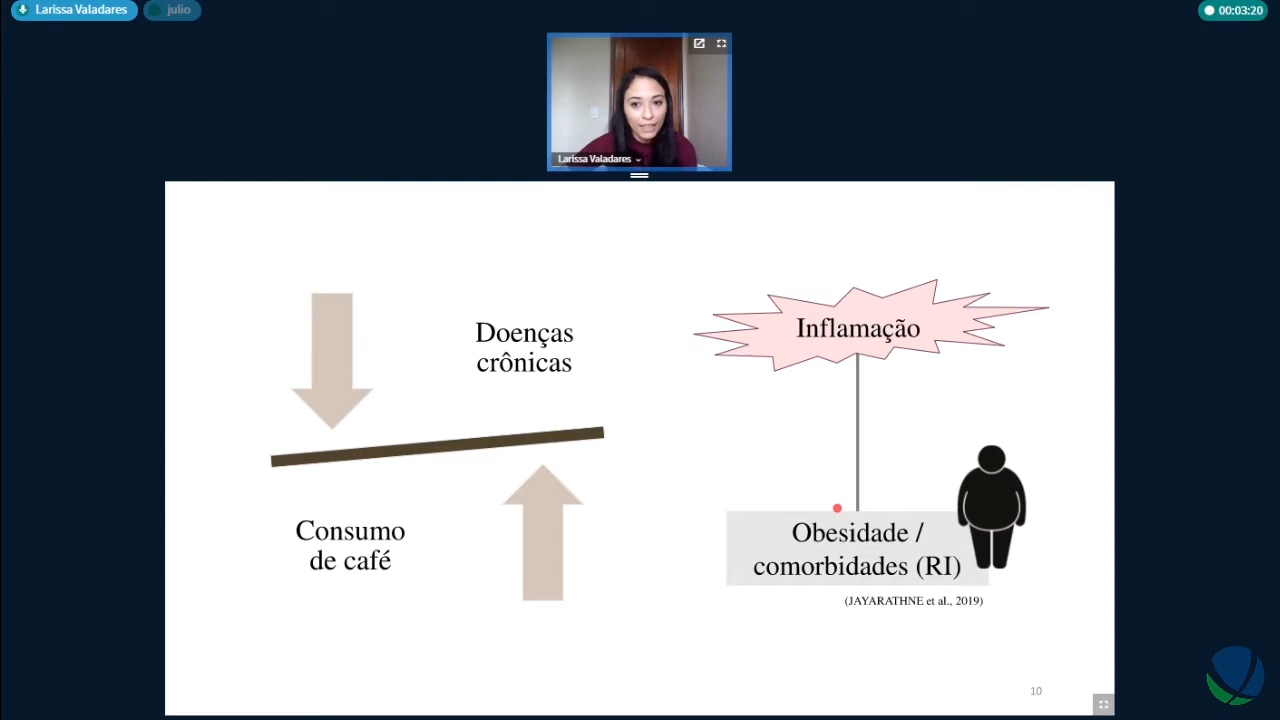 Larissa Valadares
julio
00:03:20
Larissa Valadares
Doenças
crônicas
Inflamação
Consumo
de café
Obesidade /
comorbidades (RI)
(JAYARATHNE et al., 2019)
10